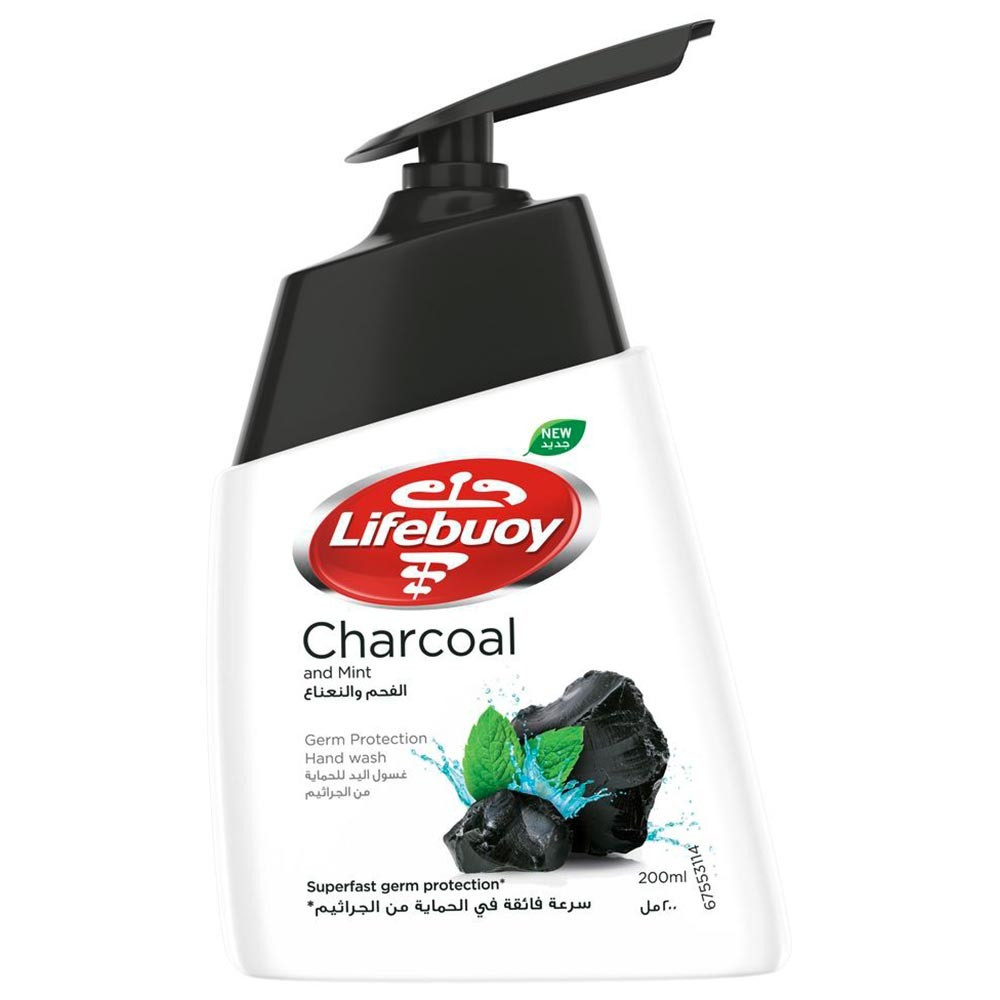 NEW
جديد
Lifebuoy
Charcoal
and Mint
الفحم والنعناع
Germ Protection
Hand wash
غسول اليد للحماية
من الجراثيم
Superfast germ protection*
سرعة فائقة في الحماية من الجراثيم*
200ml
٢٠٠مل
67553114